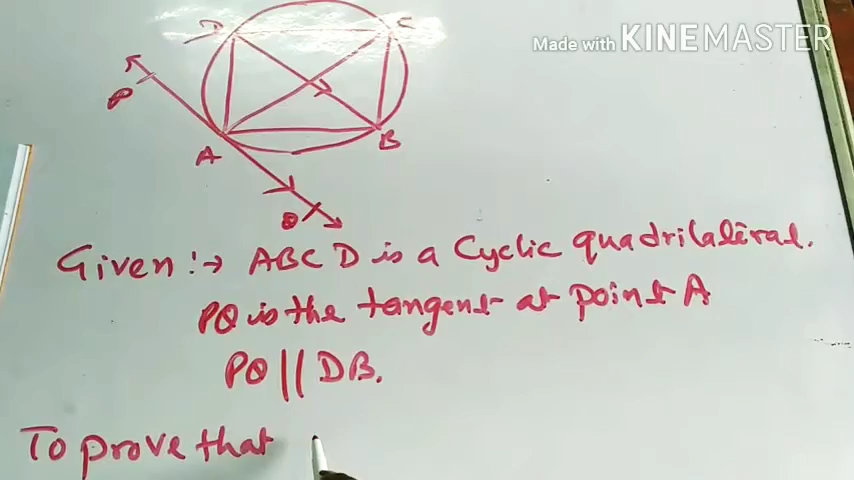 Made with KINEMASTER
D C
P
A B
Q
Given :→ ABCD is a Cyclic quadrilateral.
PQ is the tangent at point A
PQ || DB.
To prove that